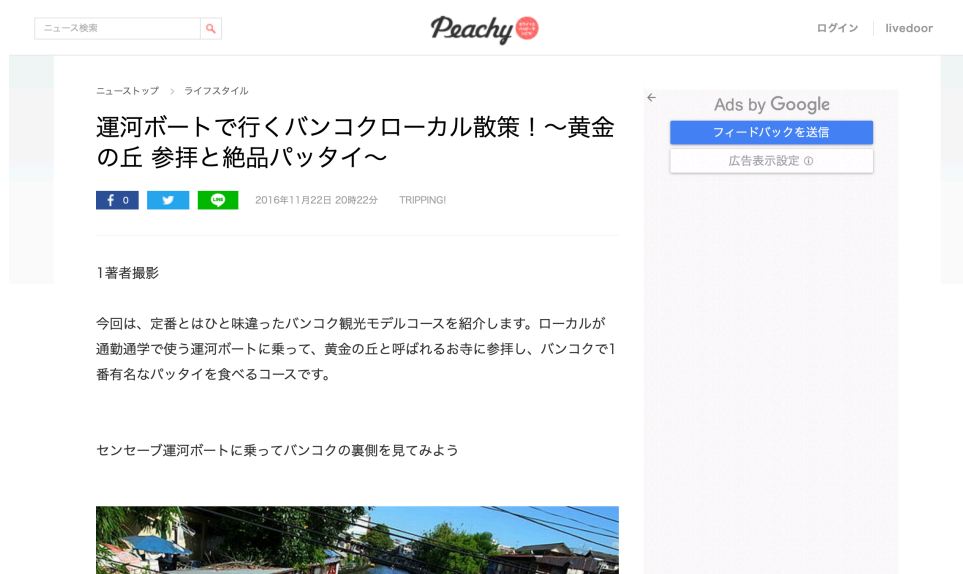 ニュース検索
Peachy
ログイン
livedoor
ニューストップ > ライフスタイル
運河ボートで行くバンコクローカル散策！〜黄金
の丘 参拝と絶品パッタイ〜
f 0
LINE
2016年11月22日 20時22分
TRIPPING!
1著者撮影
今回は、定番とはひと味違ったバンコク観光モデルコースを紹介します。ローカルが
通勤通学で使う運河ボートに乗って、黄金の丘と呼ばれるお寺に参拝し、バンコクで1
番有名なパッタイを食べるコースです。
センセーブ運河ボートに乗ってバンコクの裏側を見てみよう
Ads by Google
フィードバックを送信
広告表示設定